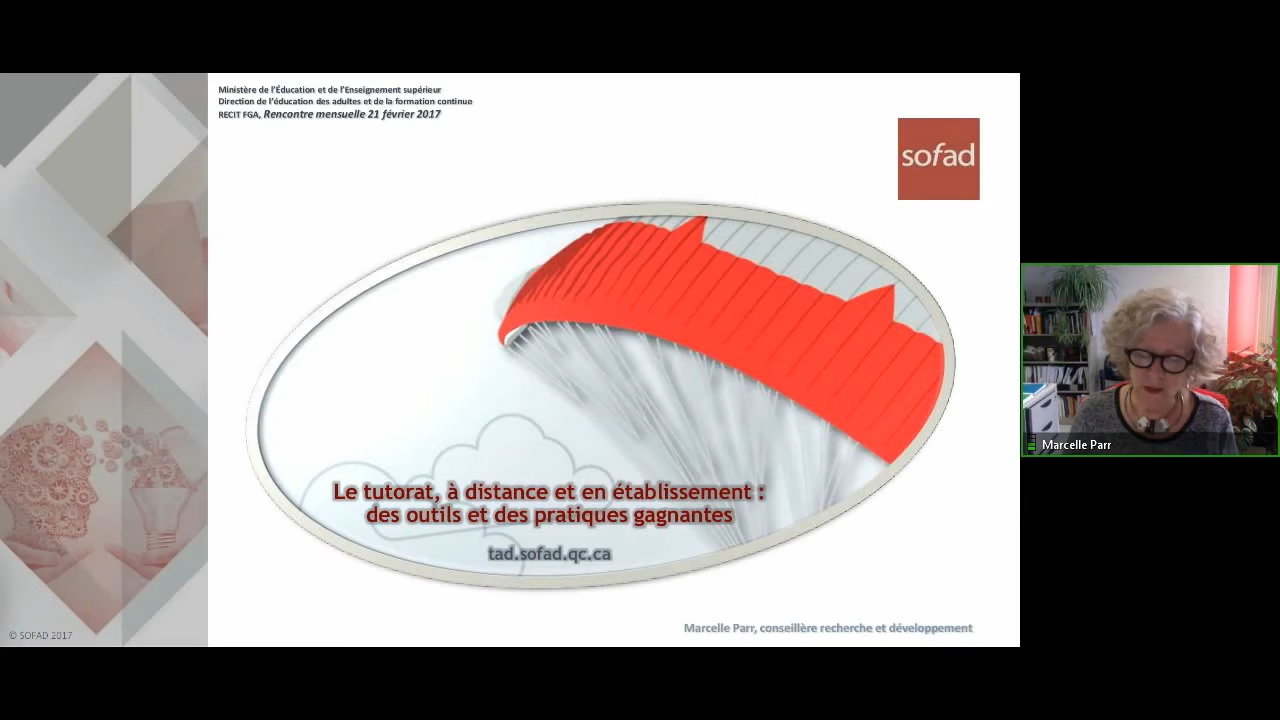 Ministère de l'Éducation et de l'Enseignement supérieur
Direction de l'éducation des adultes et de la formation continue
RECIT FGA, Rencontre mensuelle 21 février 2017
sofad
Le tutorat, à distance et en établissement :
des outils et des pratiques gagnantes
tad.sofad.qc.ca
Marcelle Parr
Marcelle Parr, conseillère recherche et développement
© SOFAD 2017